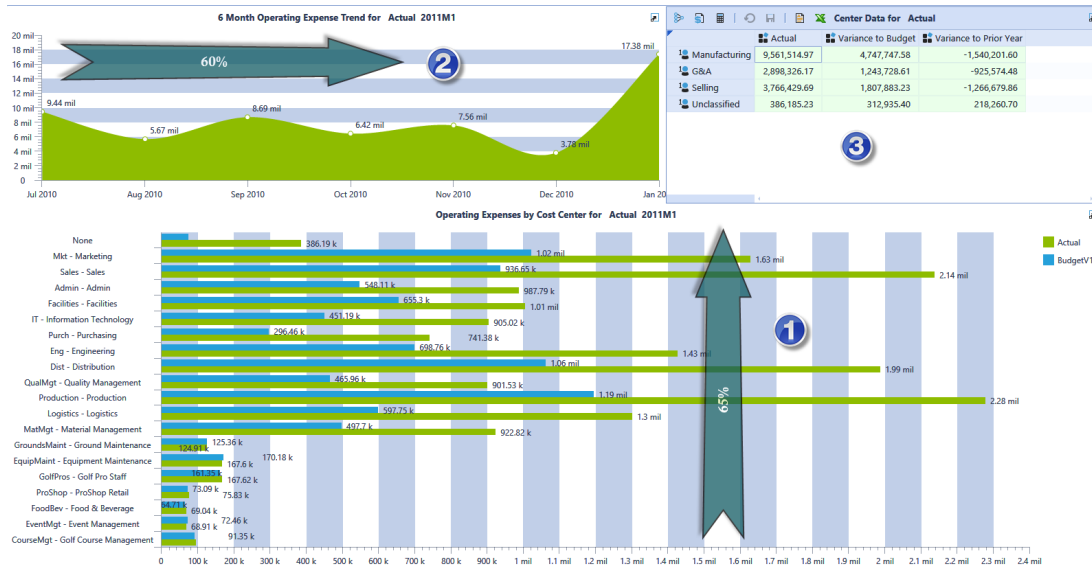 6 Month Operating Expense Trend for Actual 2011M1
20 mil
18 mil
16 mil
14 mil
12 mil
10 mil
8 mil
6 mil
4 mil
2 mil
0
9.44 mil
5.67 mil
8.69 mil
6.42 mil
7.56 mil
3.78 mil
17.38 mil
60%
2
Jul 2010
Aug 2010
Sep 2010
Oct 2010
Nov 2010
Dec 2010
Jan 20
Center Data for Actual
Actual Variance to Budget Variance to Prior Year
Manufacturing 9,561,514.97 4,747,747.58 -1,540,201.60
G&A 2,898,326.17 1,243,728.61 -925,574.48
Selling 3,766,429.69 1,807,883.23 -1,266,679.86
Unclassified 386,185.23 312,935.40 218,260.70
3
Operating Expenses by Cost Center for Actual 2011M1
Actual
BudgetV1
None
386.19 k
Mkt - Marketing
1.02 mil
1.63 mil
Sales - Sales
936.65 k
2.14 mil
Admin - Admin
548.11 k
987.79 k
Facilities - Facilities
655.3 k
1.01 mil
IT - Information Technology
451.19 k
905.02 k
Purch - Purchasing
296.46 k
741.38 k
Eng - Engineering
698.76 k
1.43 mil
Dist - Distribution
1.06 mil
1.99 mil
QualMgt - Quality Management
465.96 k
901.53 k
Production - Production
1.19 mil
2.28 mil
Logistics - Logistics
597.75 k
1.3 mil
MatMgt - Material Management
497.7 k
922.82 k
GroundsMaint - Ground Maintenance
125.36 k
124.91 k
EquipMaint - Equipment Maintenance
170.18 k
167.6 k
GolfPros - Golf Pro Staff
161.35 k
167.62 k
ProShop - ProShop Retail
73.09 k
75.83 k
FoodBev - Food & Beverage
64.71 k
69.04 k
EventMgt - Event Management
72.46 k
68.91 k
CourseMgt - Golf Course Management
91.35 k
65%
1
0
100 k
200 k
300 k
400 k
500 k
600 k
700 k
800 k
900 k
1 mil
1.1 mil
1.2 mil
1.3 mil
1.4 mil
1.5 mil
1.6 mil
1.7 mil
1.8 mil
1.9 mil
2 mil
2.1 mil
2.2 mil
2.3 mil
2.4 mil